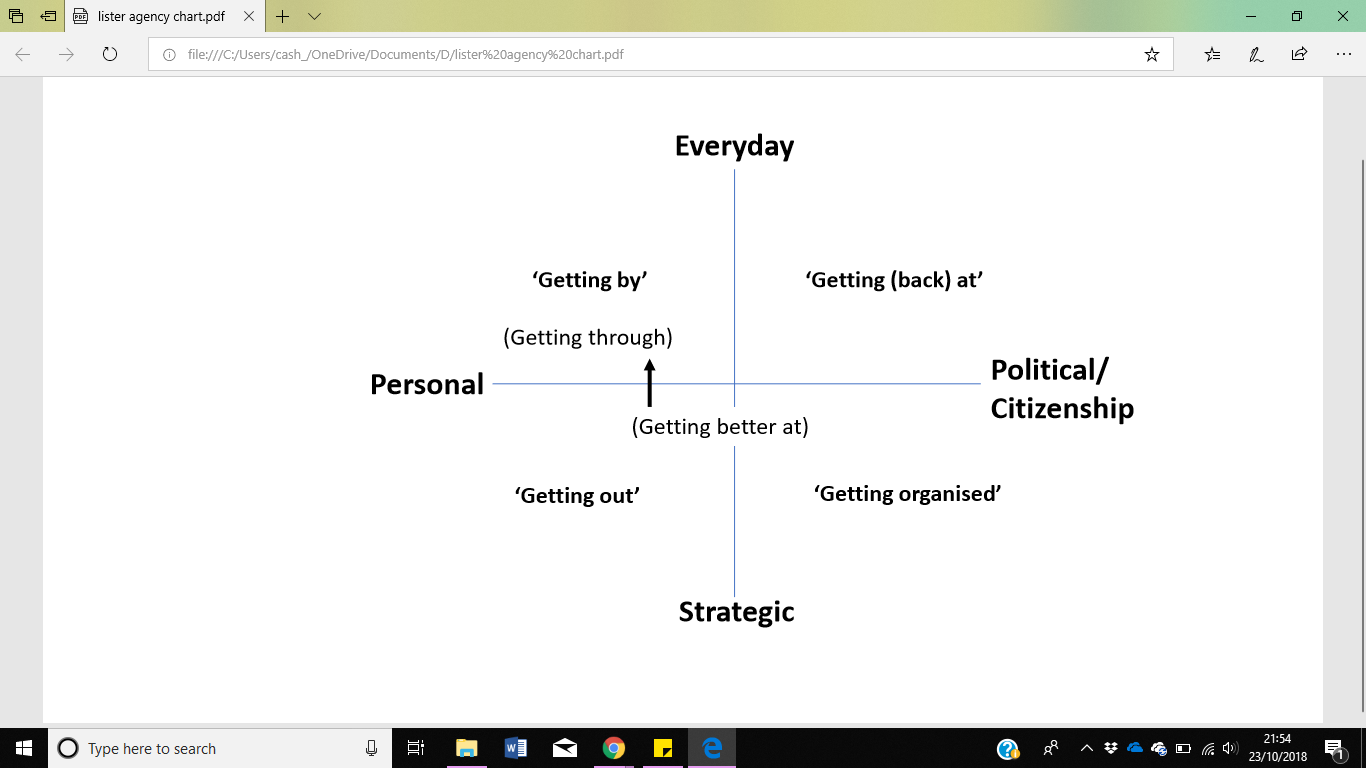 lister agency chart.pdf
file:///C:/Users/cash_/OneDrive/Documents/D/lister%20agency%20chart.pdf
Everyday
‘Getting by’ ‘Getting (back) at’
(Getting through)
Personal
Political/
Citizenship
(Getting better at)
‘Getting out’ ‘Getting organised’
Strategic
Type here to search
21:54
23/10/2018
1